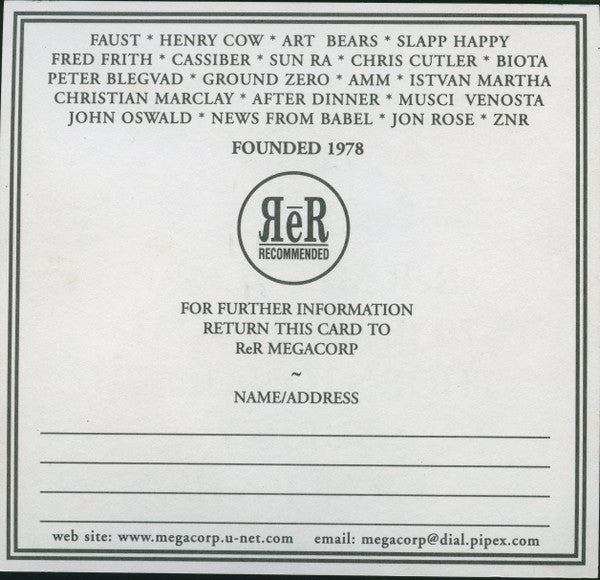 FAUST * HENRY COW * ART BEARS * SLAPP HAPPY
FRED FRITH * CASSIBER * SUN RA * CHRIS CUTLER * BIOTA
PETER BLEGVAD * GROUND ZERO * AMM * ISTVAN MARTHA
CHRISTIAN MARCLAY * AFTER DINNER * MUSCI VENOSTA
JOHN OSWALD * NEWS FROM BABEL * JON ROSE * ZNR
FOUNDED 1978
ЯēR
RECOMMENDED
FOR FURTHER INFORMATION
RETURN THIS CARD TO
ReR MEGACORP
~
NAME/ADDRESS
web site: www.megacorp.u-net.com email: megacorp@dial.pipex.com